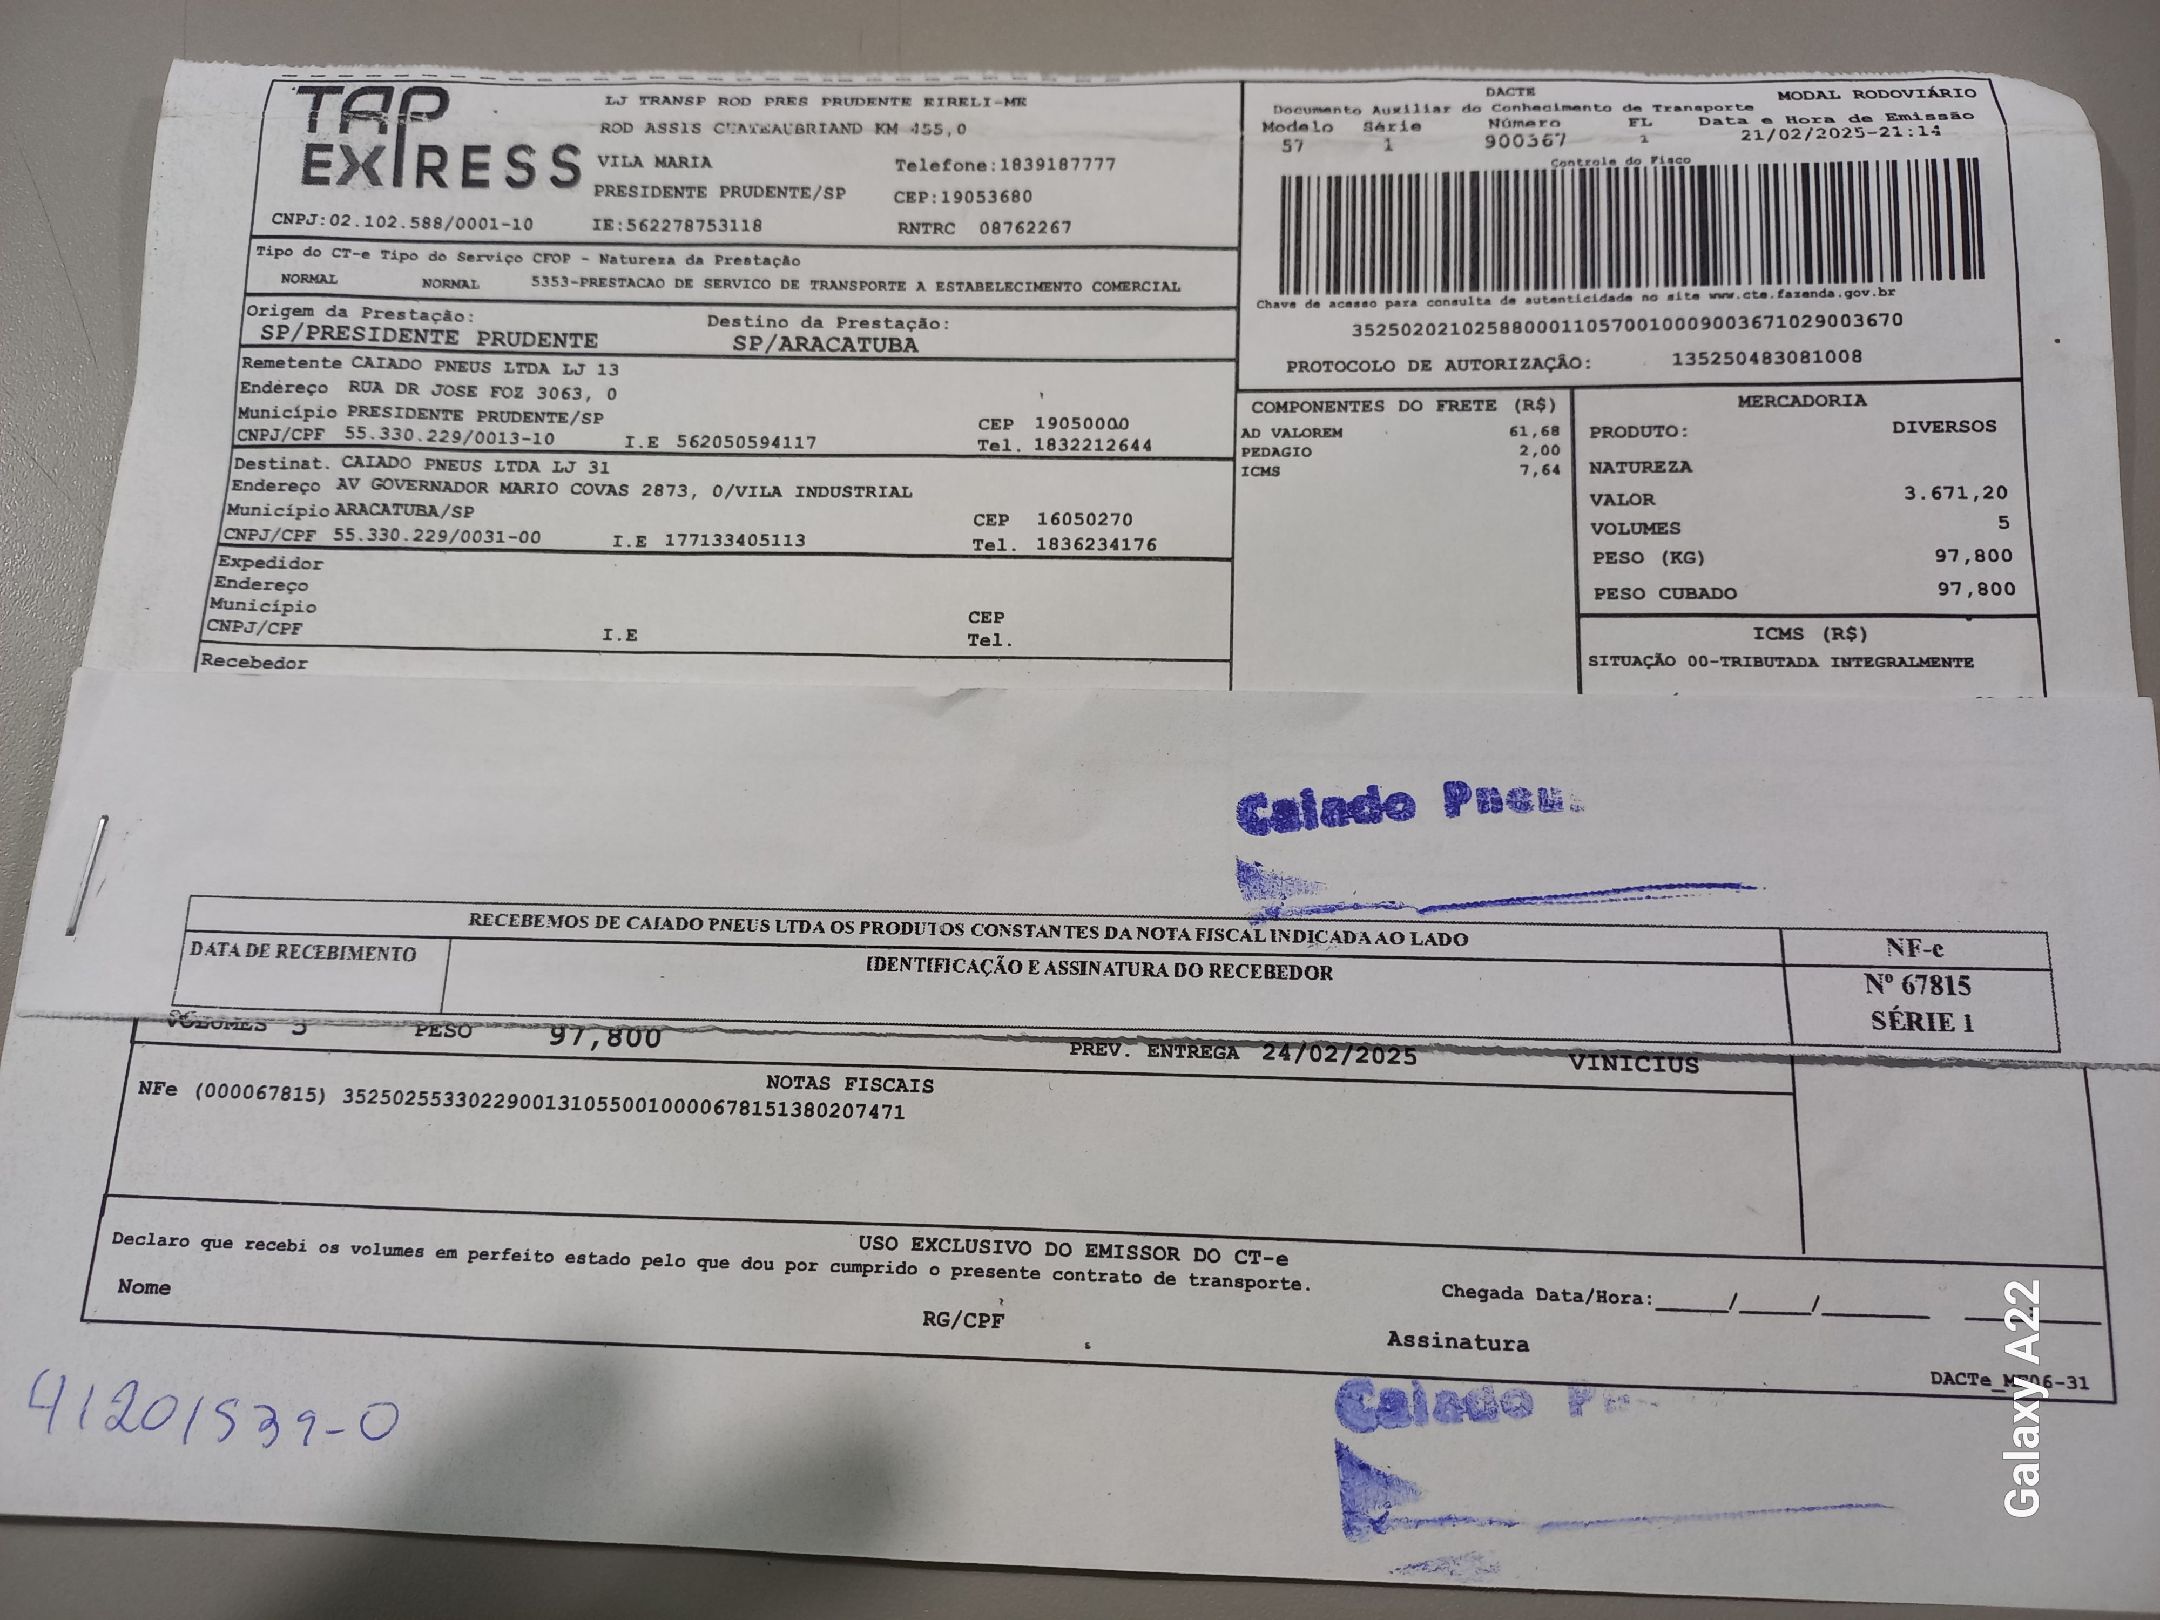 TAP EXPRESS
LJ TRANSP ROD PRES PRUDENTE EIRELI-ME
ROD ASSIS CHATEAUBRIAND KM 455,0
VILA MARIA Telefone:1839187777
PRESIDENTE PRUDENTE/SP CEP:19053680
CNPJ:02.102.588/0001-10 IE:562278753118 RNTRC 08762267
DACTE MODAL RODOVIÁRIO
Documento Auxiliar do Conhecimento de Transporte
Modelo Série Número FL Data e Hora de Emissão
57 1 900367 1 21/02/2025-21:14
Controle do Fisco
Chave de acesso para consulta de autenticidade no site www.cte.fazenda.gov.br
35250202102588000110570010009003671029003670
PROTOCOLO DE AUTORIZAÇÃO: 135250483081008
Tipo do CT-e Tipo do Serviço CFOP - Natureza da Prestação
NORMAL NORMAL 5353-PRESTACAO DE SERVICO DE TRANSPORTE A ESTABELECIMENTO COMERCIAL
Origem da Prestação: Destino da Prestação:
SP/PRESIDENTE PRUDENTE SP/ARACATUBA
Remetente CAIADO PNEUS LTDA LJ 13
Endereço RUA DR JOSE FOZ 3063, 0
Município PRESIDENTE PRUDENTE/SP CEP 19050000
CNPJ/CPF 55.330.229/0013-10 I.E 562050594117 Tel. 1832212644
Destinat. CAIADO PNEUS LTDA LJ 31
Endereço AV GOVERNADOR MARIO COVAS 2873, 0/VILA INDUSTRIAL
Município ARACATUBA/SP CEP 16050270
CNPJ/CPF 55.330.229/0031-00 I.E 177133405113 Tel. 1836234176
Expedidor
Endereço
Município CEP
CNPJ/CPF I.E Tel.
Recebedor
COMPONENTES DO FRETE (R$)
AD VALOREM 61,68
PEDAGIO 2,00
ICMS 7,64
MERCADORIA
PRODUTO: DIVERSOS
NATUREZA
VALOR 3.671,20
VOLUMES 5
PESO (KG) 97,800
PESO CUBADO 97,800
ICMS (R$)
SITUAÇÃO 00-TRIBUTADA INTEGRALMENTE
Caiado Pneus
RECEBEMOS DE CAIADO PNEUS LTDA OS PRODUTOS CONSTANTES DA NOTA FISCAL INDICADA AO LADO
DATA DE RECEBIMENTO IDENTIFICAÇÃO E ASSINATURA DO RECEBEDOR
NF-e
Nº 67815
SÉRIE 1
VOLUMES 5 PESO 97,800 PREV. ENTREGA 24/02/2025 VINICIUS
NOTAS FISCAIS
NFe (000067815) 35250255330229001310550010000678151380207471
USO EXCLUSIVO DO EMISSOR DO CT-e
Declaro que recebi os volumes em perfeito estado pelo que dou por cumprido o presente contrato de transporte.
Nome RG/CPF Chegada Data/Hora:_____/_____/_______
Assinatura
DACTe_MF06-31
41201539-0
Caiado
Galaxy A22